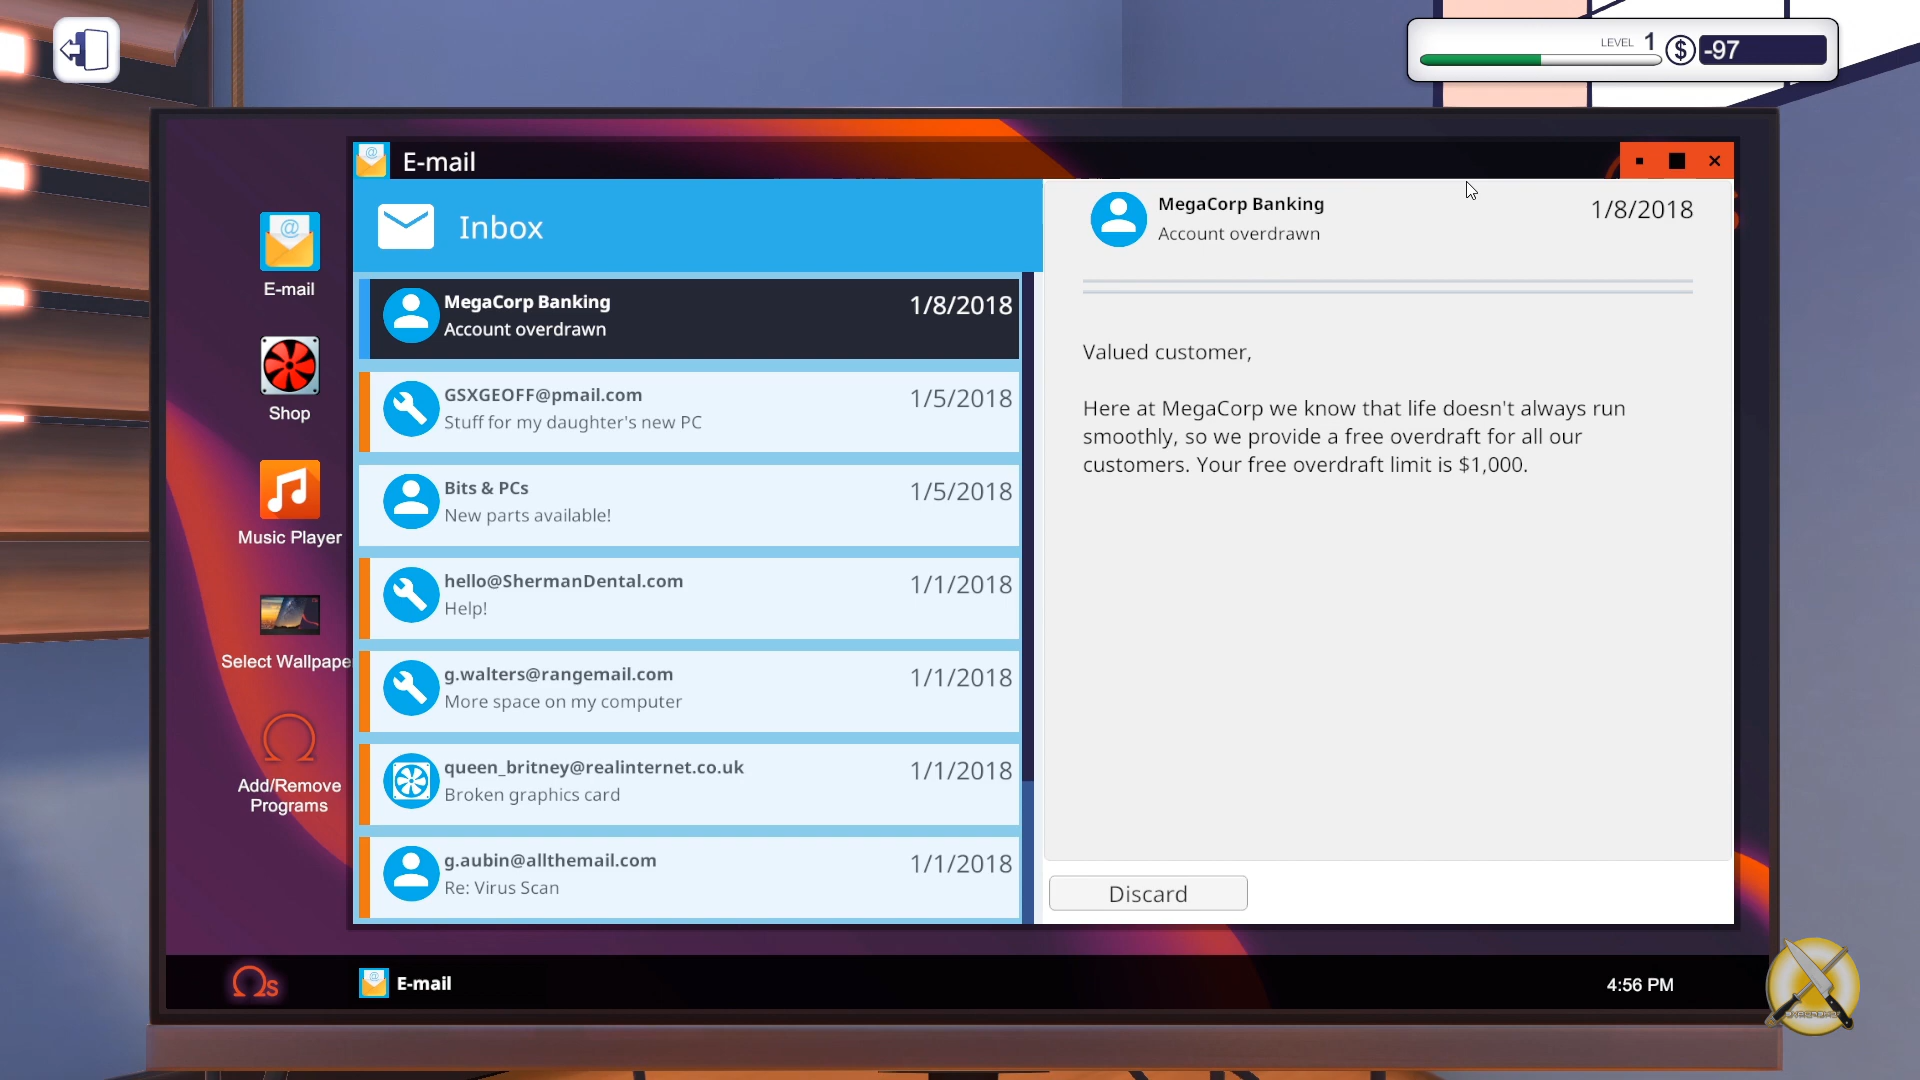 LEVEL 1
$ -97
E-mail
Inbox
MegaCorp Banking
1/8/2018
Account overdrawn
GSXGEOFF@pmail.com
1/5/2018
Stuff for my daughter's new PC
Bits & PCs
1/5/2018
New parts available!
hello@ShermanDental.com
1/1/2018
Help!
g.walters@rangemail.com
1/1/2018
More space on my computer
queen_britney@realinternet.co.uk
1/1/2018
Broken graphics card
g.aubin@allthemail.com
1/1/2018
Re: Virus Scan
MegaCorp Banking
1/8/2018
Account overdrawn
Valued customer,
Here at MegaCorp we know that life doesn't always run
smoothly, so we provide a free overdraft for all our
customers. Your free overdraft limit is $1,000.
Discard
E-mail
Shop
Music Player
Select Wallpape
Add/Remove
Programs
Ωs
E-mail
4:56 PM